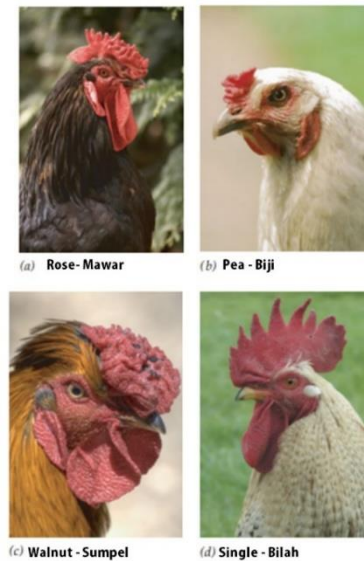 (a) Rose- Mawar
(b) Pea - Biji
(c) Walnut - Sumpel
(d) Single - Bilah